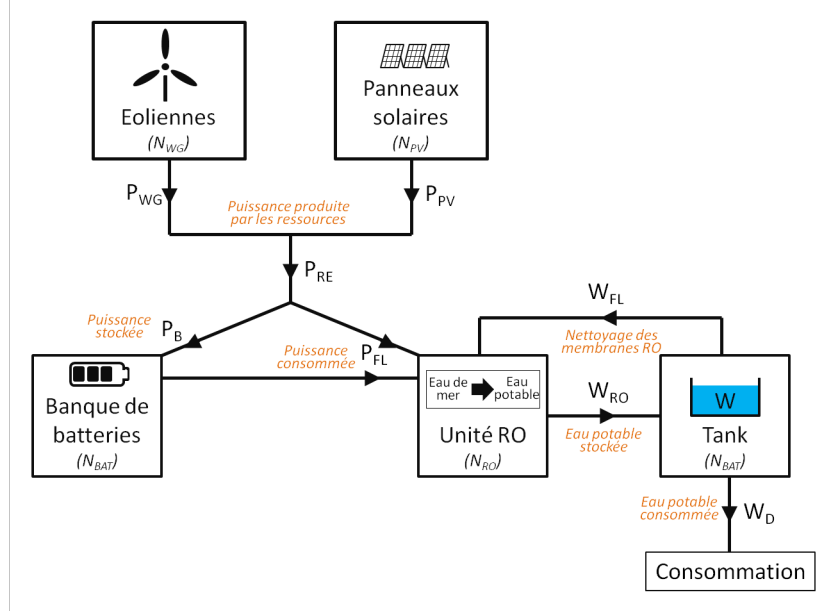 Eoliennes
(N_WG)
Panneaux
solaires
(N_PV)
P_WG
Puissance produite
par les ressources
P_PV
P_RE
W_FL
Puissance
stockée
P_B
Puissance
consommée
P_FL
Nettoyage des
membranes RO
Banque de
batteries
(N_BAT)
Eau de
mer
Eau
potable
Unité RO
(N_RO)
W_RO
Eau potable
stockée
W
Tank
(N_BAT)
Eau potable
consommée
W_D
Consommation